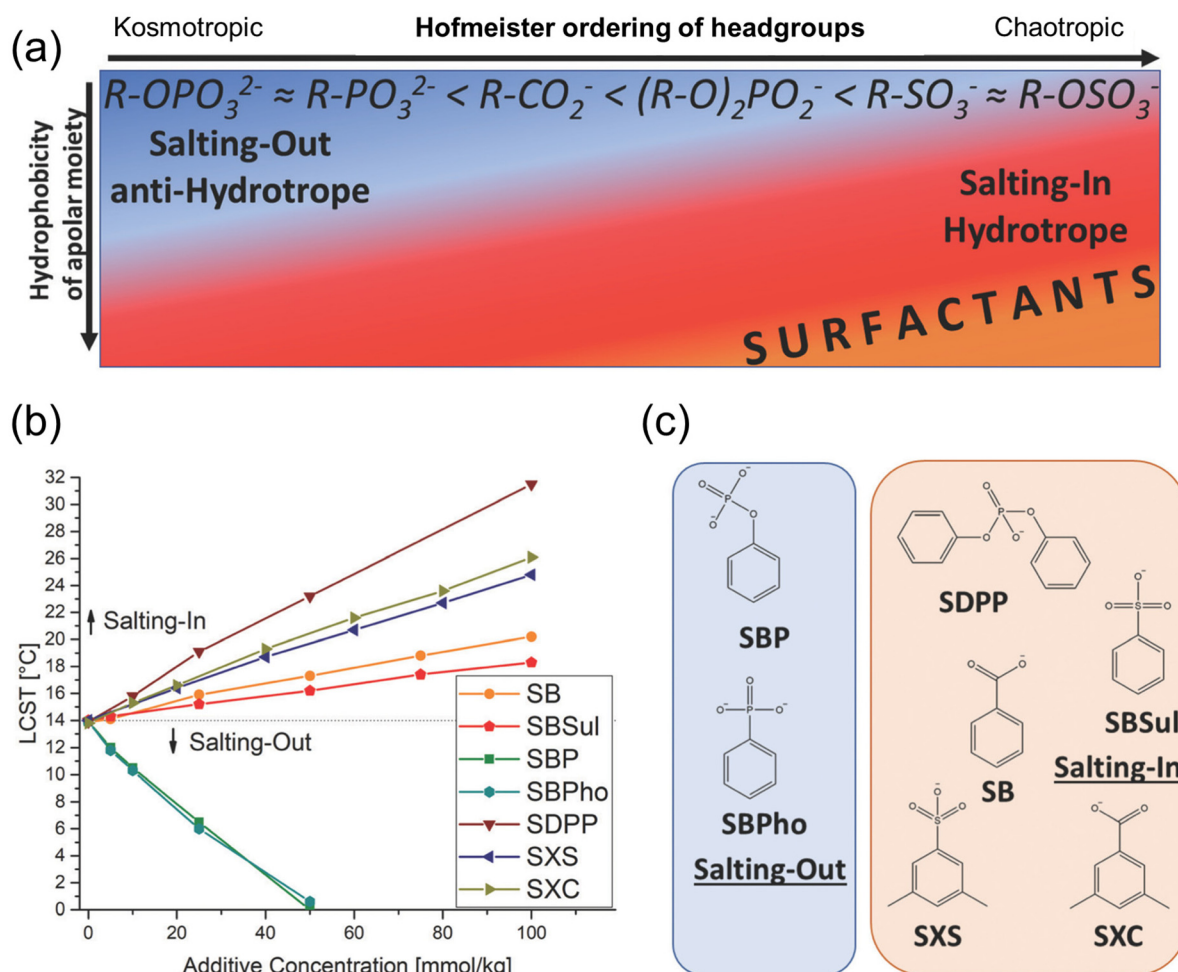 (a)
Kosmotropic Hofmeister ordering of headgroups Chaotropic
Hydrophobicity
of apolar moiety
R-OPO₃²⁻ ≈ R-PO₃²⁻ < R-CO₂⁻ < (R-O)₂PO₂⁻ < R-SO₃⁻ ≈ R-OSO₃⁻
Salting-Out
anti-Hydrotrope
Salting-In
Hydrotrope
SURFACTANTS
(b)
LCST [°C]
32
30
28
26
24
22
20
18
16
14
12
10
8
6
4
2
0
Salting-In
Salting-Out
SB
SBSul
SBP
SBPho
SDPP
SXS
SXC
0 20 40 60 80 100
Additive Concentration [mmol/kg]
(c)
O
O⁻
P
O⁻
O
SBP
O
O⁻ P O⁻
SBPho
Salting-Out
O
O P O
O⁻
SDPP
O⁻
O S O
SBSul
O⁻ O
SB
Salting-In
O⁻
O S O
SXS
O⁻ O
SXC